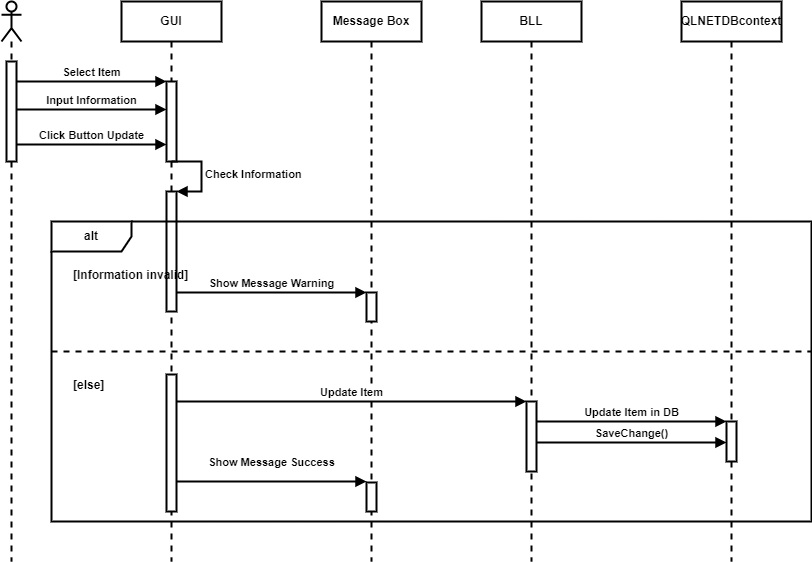 GUI
Message Box
BLL
QLNETDBcontext
Select Item
Input Information
Click Button Update
Check Information
alt
[Information invalid]
Show Message Warning
[else]
Update Item
Update Item in DB
SaveChange()
Show Message Success